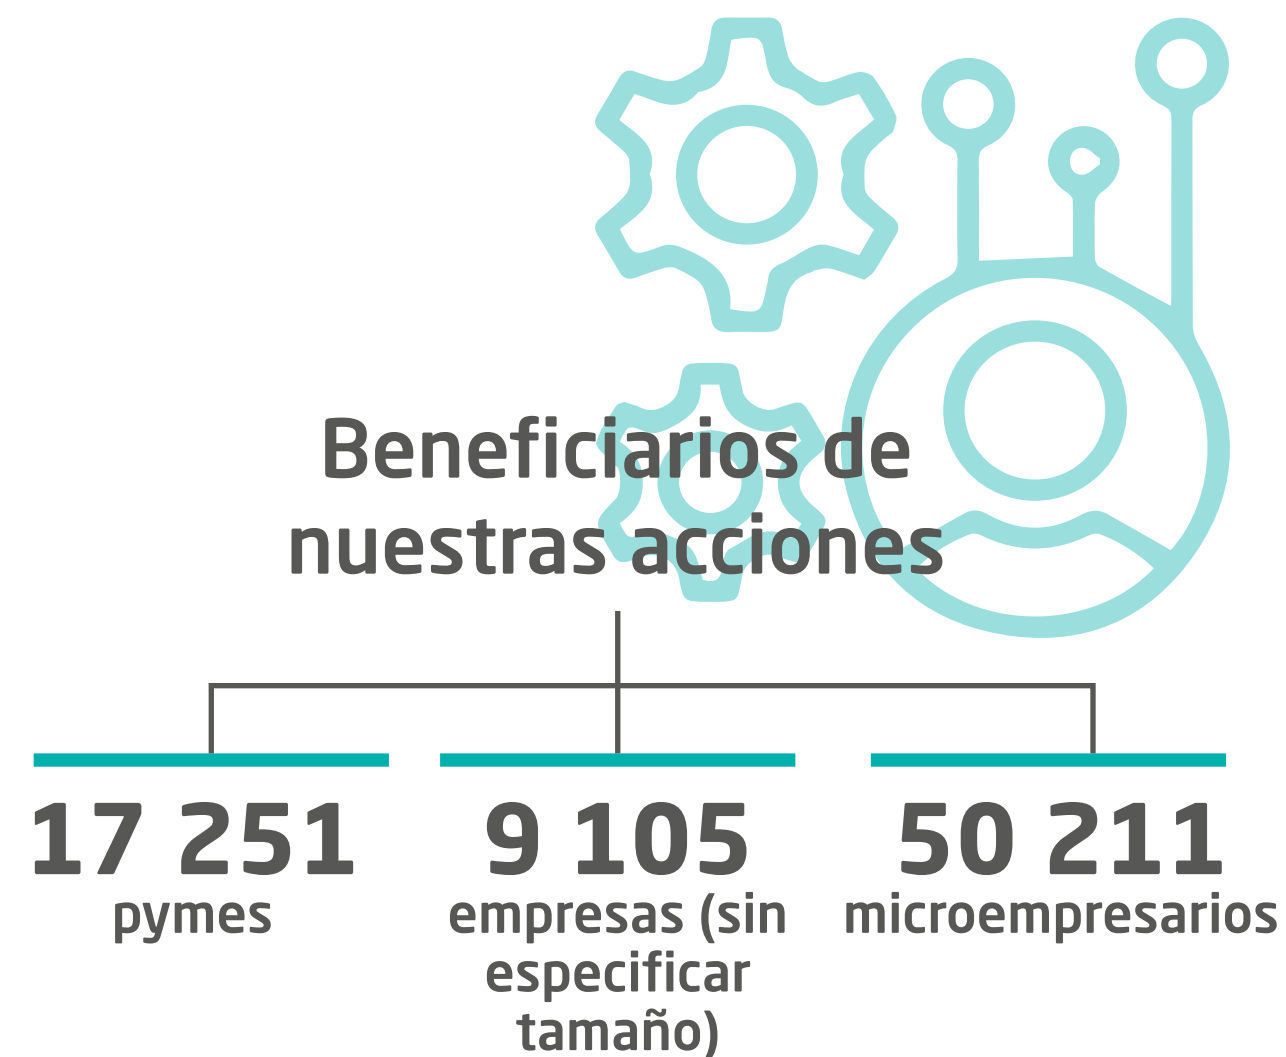 Beneficiarios de
nuestras acciones
17 251
pymes
9 105
empresas (sin
especificar
tamaño)
50 211
microempresarios